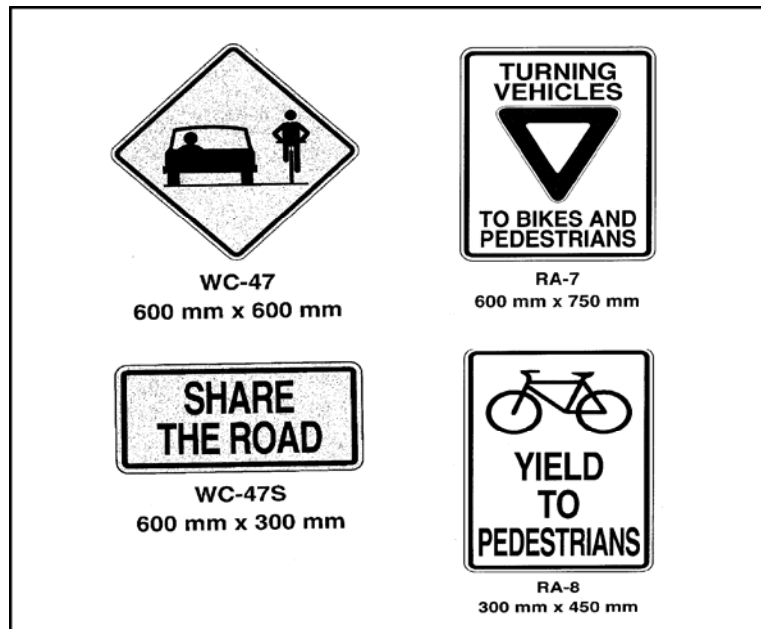 WC-47
600 mm x 600 mm
TURNING
VEHICLES
TO BIKES AND
PEDESTRIANS
RA-7
600 mm x 750 mm
SHARE
THE ROAD
WC-47S
600 mm x 300 mm
YIELD
TO
PEDESTRIANS
RA-8
300 mm x 450 mm